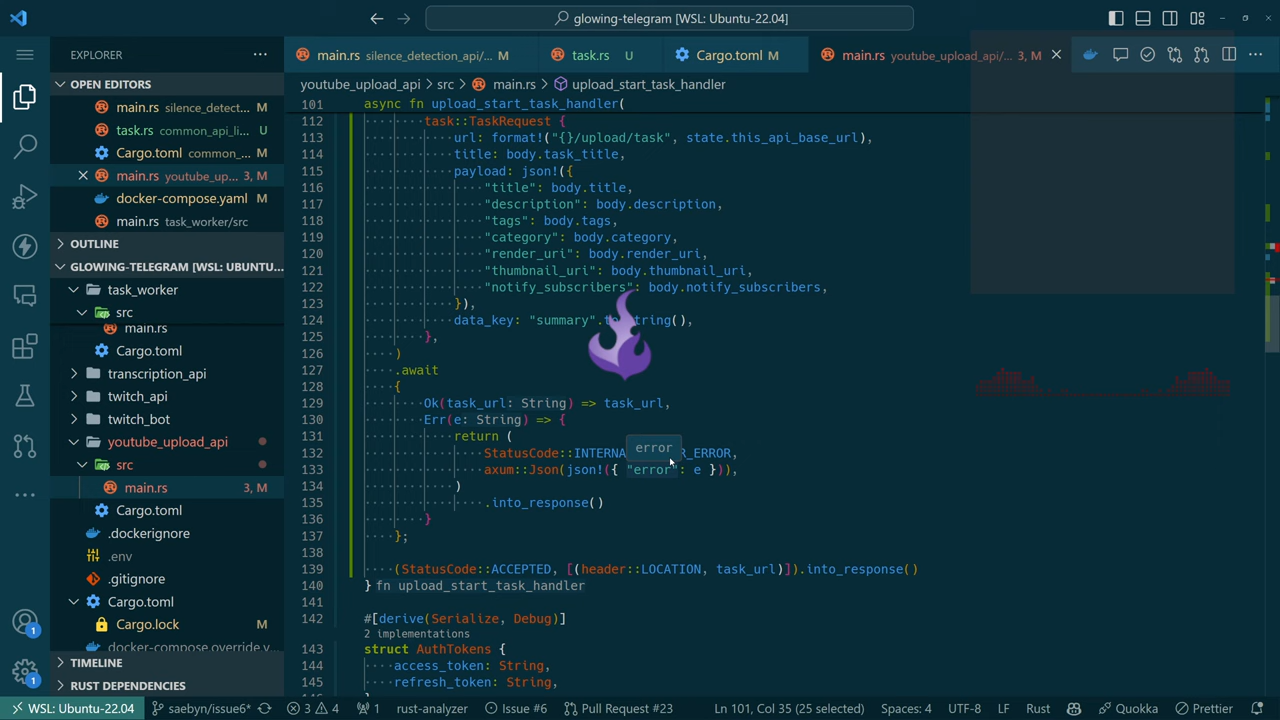 glowing-telegram [WSL: Ubuntu-22.04]
EXPLORER
OPEN EDITORS
main.rs silence_detect... M
task.rs common_api_li... U
Cargo.toml common_... M
main.rs youtube_up... 3, M
docker-compose.yaml M
main.rs task_worker/src
OUTLINE
GLOWING-TELEGRAM [WSL: UBUNTU-...
task_worker
src
main.rs
Cargo.toml
transcription_api
twitch_api
twitch_bot
youtube_upload_api
src
main.rs 3, M
Cargo.toml
.dockerignore
.env
.gitignore
Cargo.toml M
Cargo.lock M
docker-compose.override.y...
TIMELINE
RUST DEPENDENCIES
main.rs silence_detection_api/... M
task.rs U
Cargo.toml M
main.rs youtube_upload_api/... 3, M
youtube_upload_api > src > main.rs > upload_start_task_handler
101 async fn upload_start_task_handler(
112 task::TaskRequest {
113 url: format!("{}/upload/task", state.this_api_base_url),
114 title: body.task_title,
115 payload: json!({
116 "title": body.title,
117 "description": body.description,
118 "tags": body.tags,
119 "category": body.category,
120 "render_uri": body.render_uri,
121 "thumbnail_uri": body.thumbnail_uri,
122 "notify_subscribers": body.notify_subscribers,
123 }),
124 data_key: "summary".to_string(),
125 },
126 )
127 .await
128 {
129 Ok(task_url: String) => task_url,
130 Err(e: String) => {
131 return (
error
132 StatusCode::INTERNA R_ERROR,
133 axum::Json(json!({ "error": e })),
134 )
135 .into_response()
136 }
137 };
138
139 (StatusCode::ACCEPTED, [(header::LOCATION, task_url)]).into_response()
140 } fn upload_start_task_handler
141
142 #[derive(Serialize, Debug)]
2 implementations
143 struct AuthTokens {
144 access_token: String,
145 refresh_token: String,
WSL: Ubuntu-22.04
saebyn/issue6*
3 4
1
rust-analyzer
Issue #6
Pull Request #23
Ln 101, Col 35 (25 selected)
Spaces: 4
UTF-8
LF
Rust
Quokka
Prettier